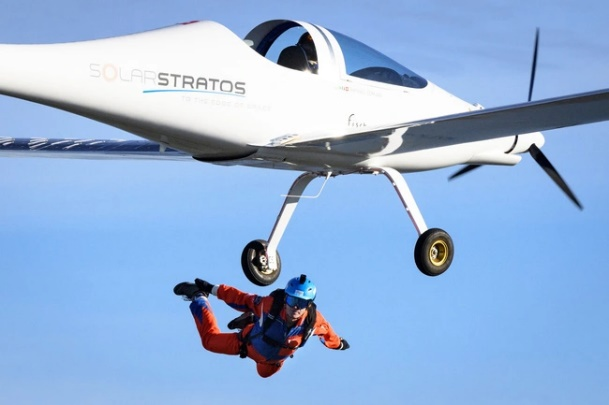 SOLARSTRATOS
TO THE EDGE OF SPACE